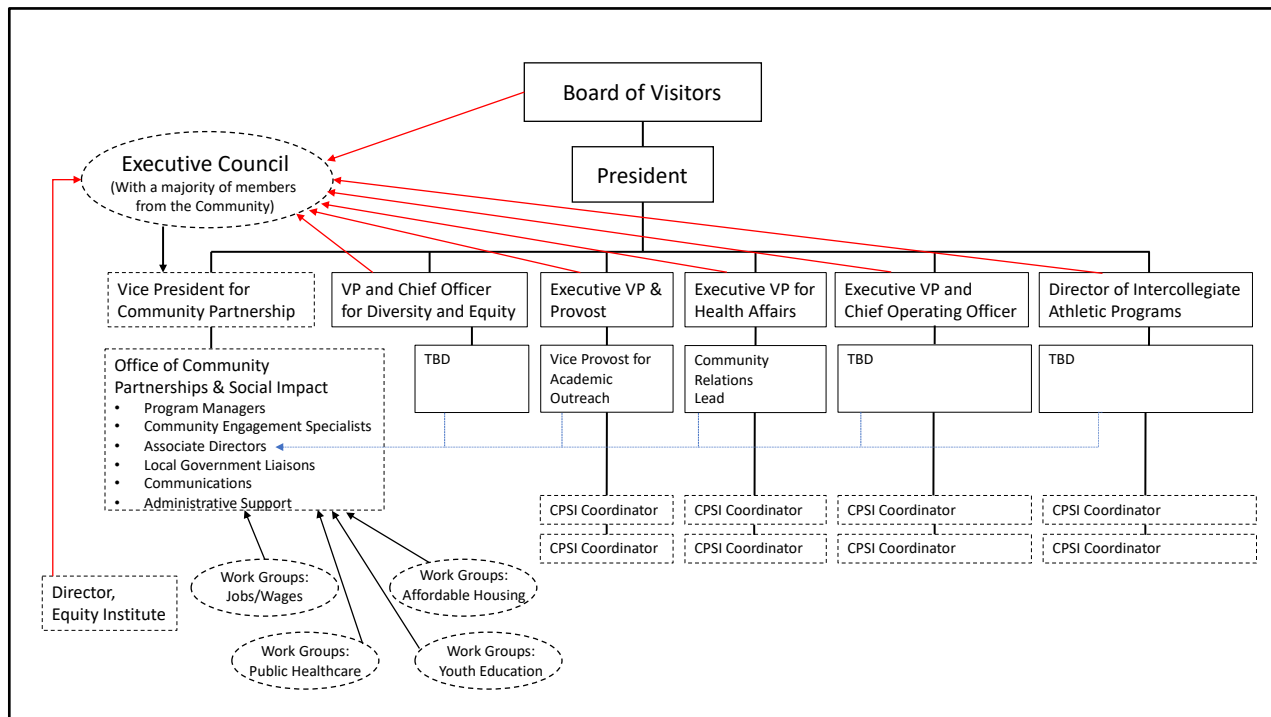 Board of Visitors
Executive Council
(With a majority of members
from the Community)
President
Vice President for
Community Partnership
VP and Chief Officer
for Diversity and Equity
Executive VP &
Provost
Executive VP for
Health Affairs
Executive VP and
Chief Operating Officer
Director of Intercollegiate
Athletic Programs
Office of Community
Partnerships & Social Impact
• Program Managers
• Community Engagement Specialists
• Associate Directors
• Local Government Liaisons
• Communications
• Administrative Support
TBD
Vice Provost for
Academic
Outreach
Community
Relations
Lead
TBD
TBD
CPSI Coordinator
CPSI Coordinator
CPSI Coordinator
CPSI Coordinator
CPSI Coordinator
CPSI Coordinator
CPSI Coordinator
CPSI Coordinator
Director,
Equity Institute
Work Groups:
Jobs/Wages
Work Groups:
Affordable Housing
Work Groups:
Public Healthcare
Work Groups:
Youth Education